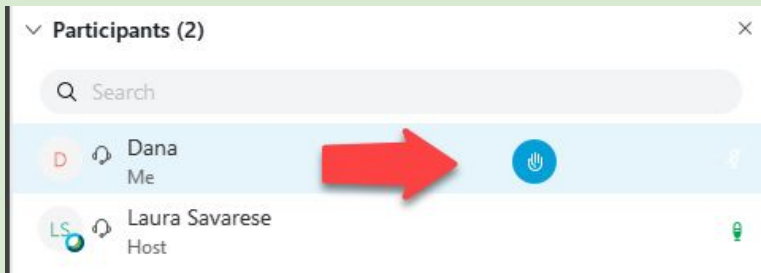 Participants (2)
Search
D
Dana
Me
LS
Laura Savarese
Host